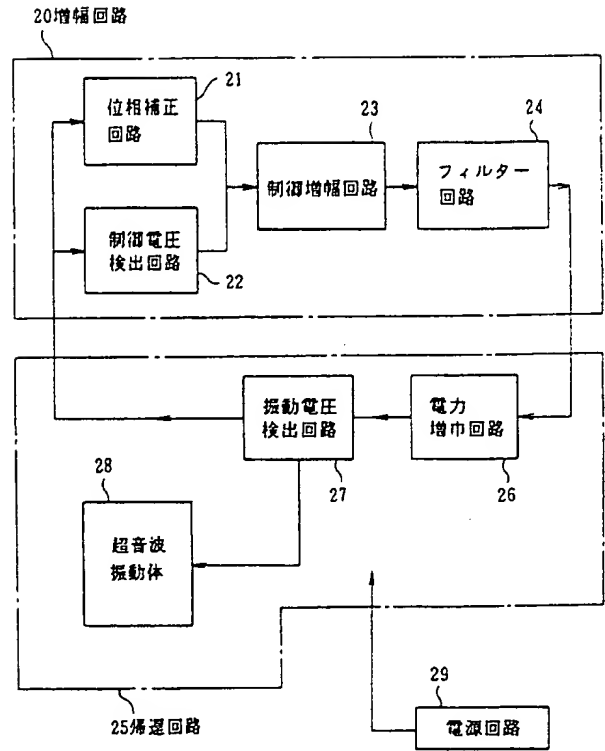 20増幅回路
21
位相補正
回路
制御電圧
検出回路
22
23
制御増幅回路
24
フィルター
回路
振動電圧
検出回路
27
電力
増巾回路
26
28
超音波
振動体
25帰還回路
29
電源回路